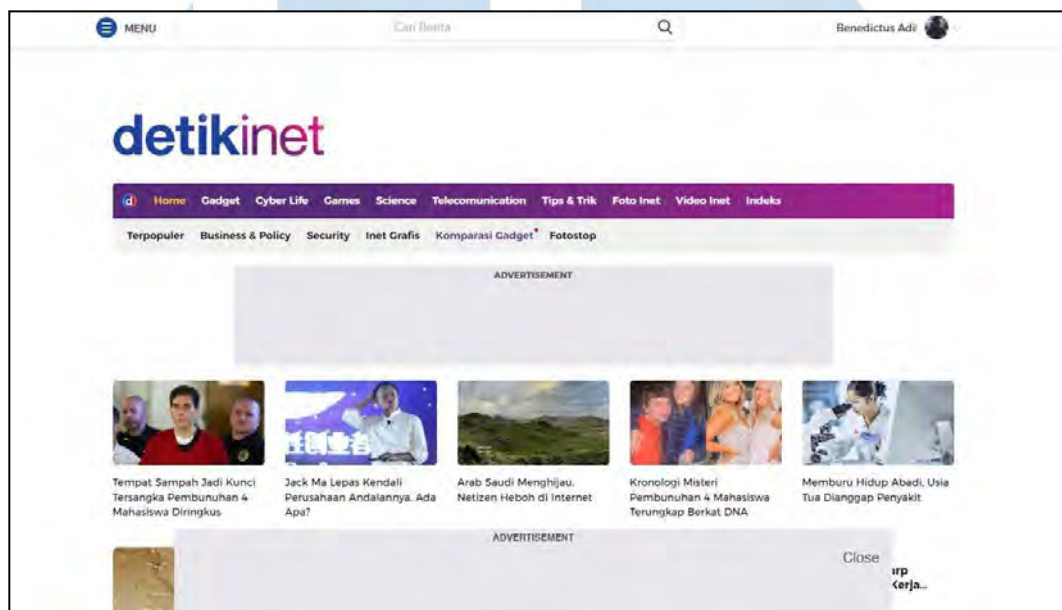 MENU
Cari Berita
Benedictus Adi
detikinet
d
Home Gadget Cyber Life Games Science Telecomunication Tips & Trik Foto Inet Video Inet Indeks
Terpopuler Business & Policy Security Inet Grafis Komparasi Gadget Fotostop
ADVERTISEMENT
Tempat Sampah Jadi Kunci
Tersangka Pembunuhan 4
Mahasiswa Diringkus
Jack Ma Lepas Kendali
Perusahaan Andalannya. Ada
Apa?
Arab Saudi Menghijau,
Netizen Heboh di Internet
Kronologi Misteri
Pembunuhan 4 Mahasiswa
Terungkap Berkat DNA
Memburu Hidup Abadi, Usia
Tua Dianggap Penyakit
ADVERTISEMENT
Close